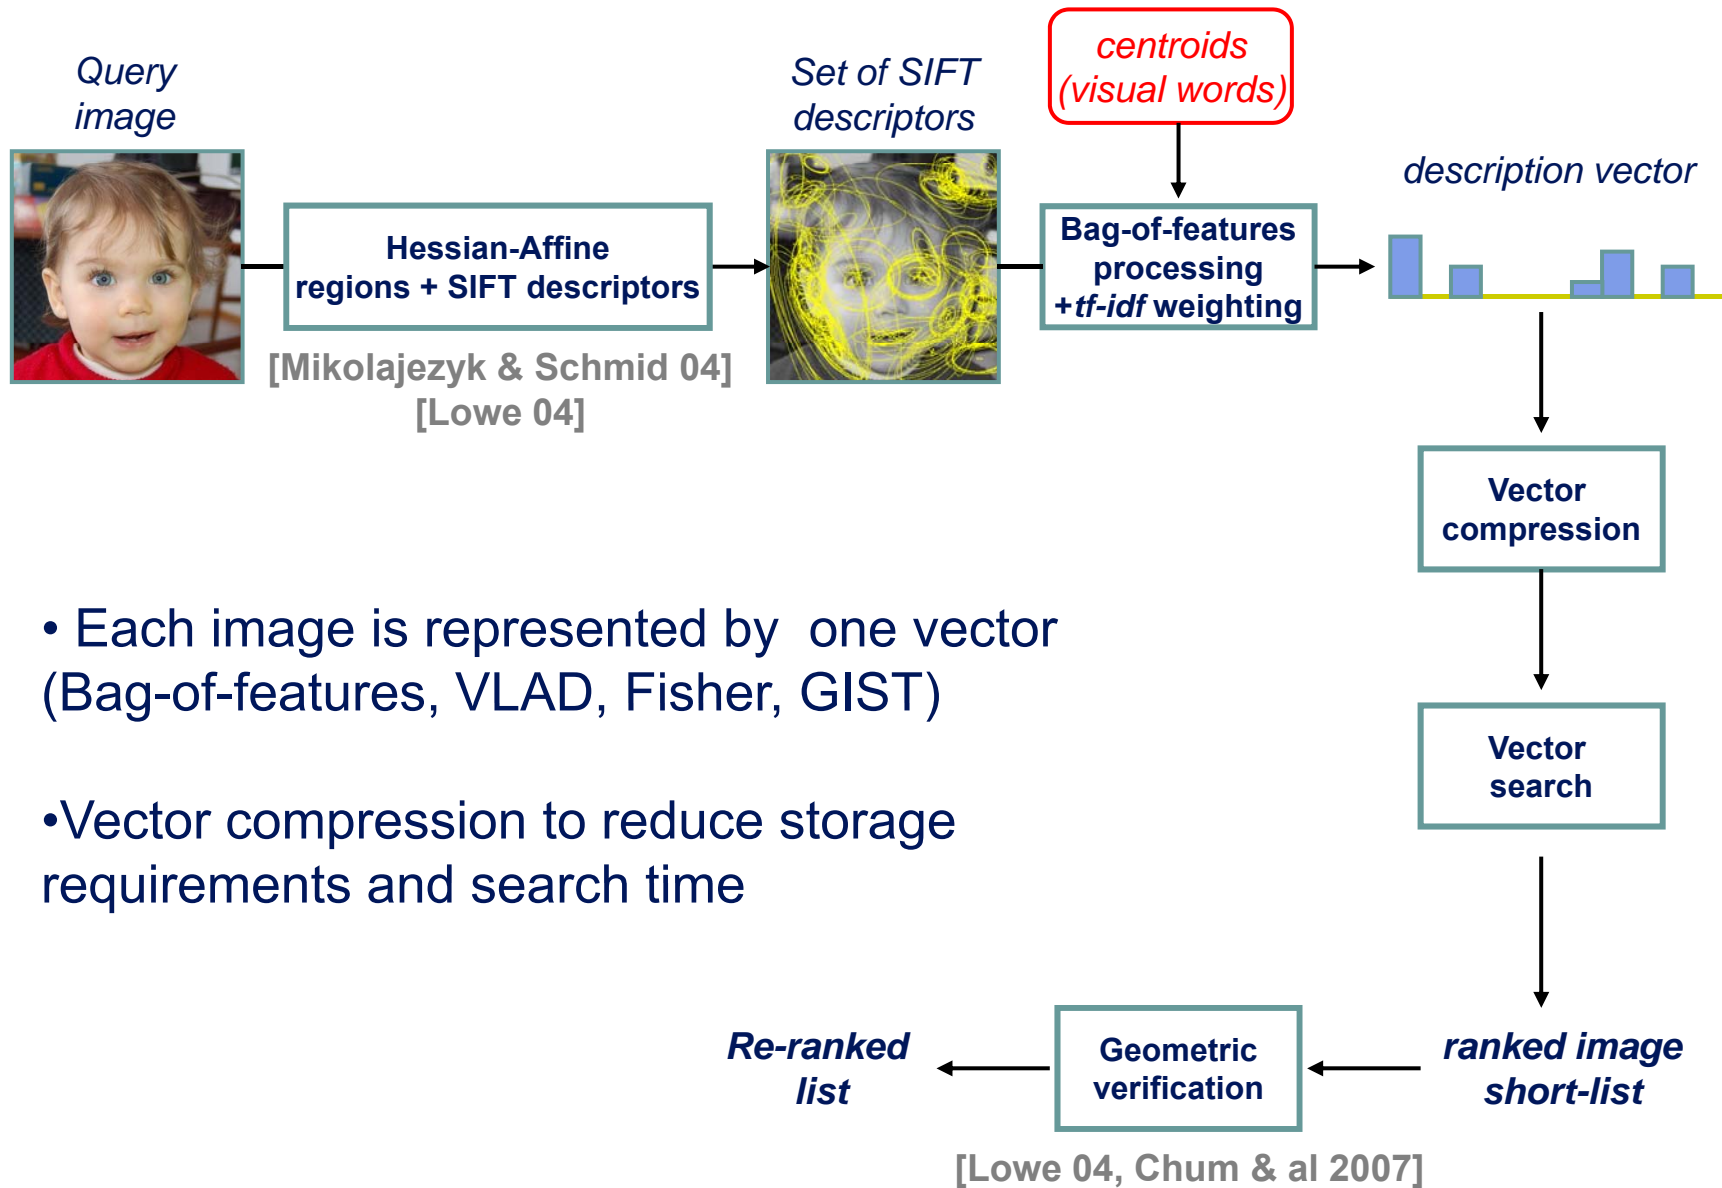 Query
image
Hessian-Affine
regions + SIFT descriptors
[Mikolajezyk & Schmid 04]
[Lowe 04]
Set of SIFT
descriptors
centroids
(visual words)
Bag-of-features
processing
+tf-idf weighting
description vector
Vector
compression
• Each image is represented by  one vector
(Bag-of-features, VLAD, Fisher, GIST)
•Vector compression to reduce storage
requirements and search time
Vector
search
ranked image
short-list
Geometric
verification
[Lowe 04, Chum & al 2007]
Re-ranked
list